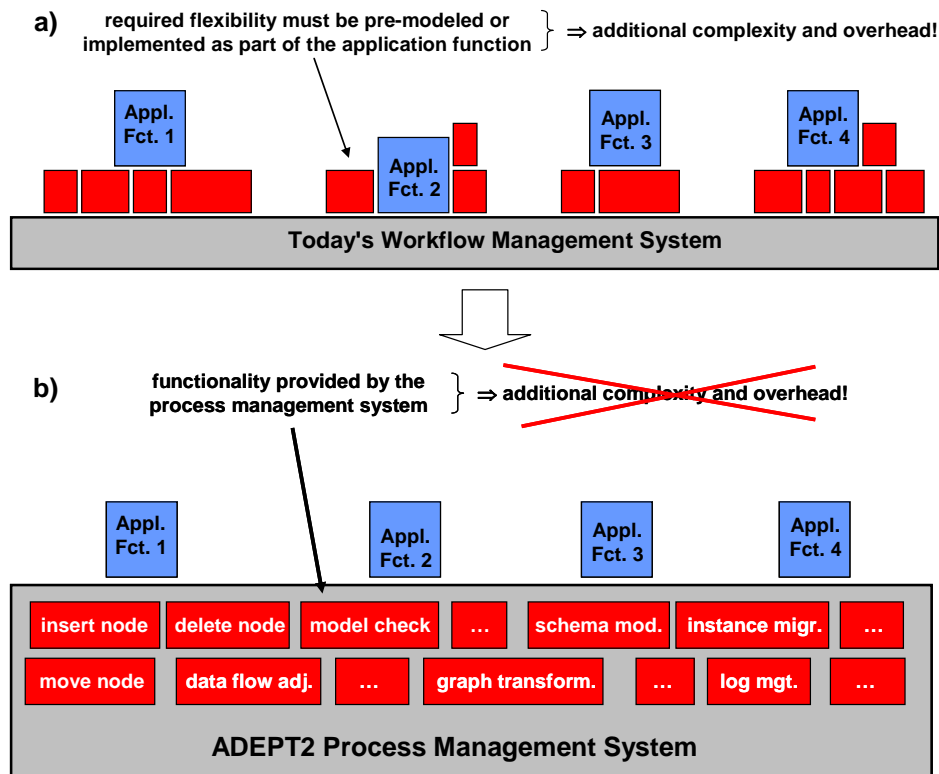 a)
required flexibility must be pre-modeled or
implemented as part of the application function
⇒ additional complexity and overhead!
Appl.
Fct. 1
Appl.
Fct. 2
Appl.
Fct. 3
Appl.
Fct. 4
Today's Workflow Management System
b)
functionality provided by the
process management system
⇒ additional complexity and overhead!
Appl.
Fct. 1
Appl.
Fct. 2
Appl.
Fct. 3
Appl.
Fct. 4
insert node delete node model check ... schema mod. instance migr. ...
move node data flow adj. ... graph transform. ... log mgt. ...
ADEPT2 Process Management System